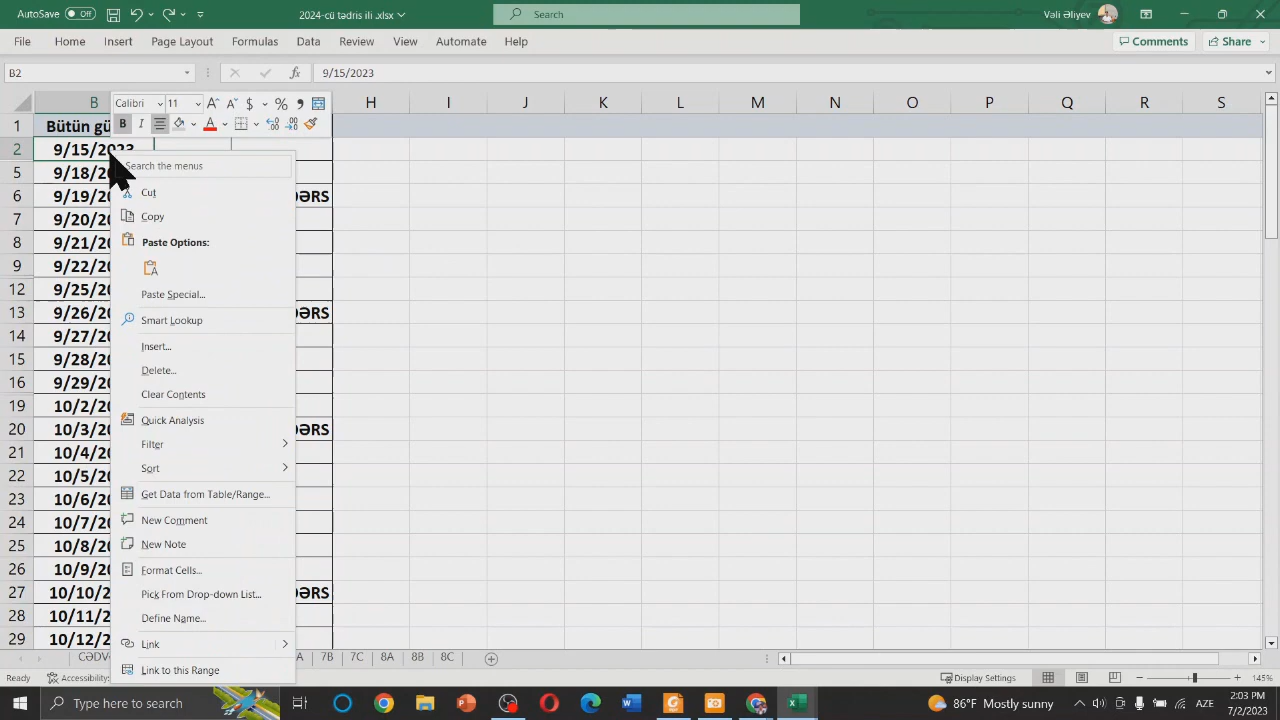 AutoSave Off 2024-cü tədris ili .xlsx Search Vəli Əliyev
File Home Insert Page Layout Formulas Data Review View Automate Help Comments Share
B2 fx 9/15/2023
B H I J K L M N O P Q R S
Calibri 11 $ %
B I A
1 Bütün gü
2 9/15/2023
5 9/18/20
6 9/19/20 DƏRS
7 9/20/20
8 9/21/20
9 9/22/20
12 9/25/20
13 9/26/20 DƏRS
14 9/27/20
15 9/28/20
16 9/29/20
19 10/2/20
20 10/3/20 DƏRS
21 10/4/20
22 10/5/20
23 10/6/20
24 10/7/20
25 10/8/20
26 10/9/20
27 10/10/2 DƏRS
28 10/11/2
29 10/12/2
Search the menus
Cut
Copy
Paste Options:
Paste Special...
Smart Lookup
Insert...
Delete...
Clear Contents
Quick Analysis
Filter
Sort
Get Data from Table/Range...
New Comment
New Note
Format Cells...
Pick From Drop-down List...
Define Name...
Link
Link to this Range
CƏDV A 7B 7C 8A 8B 8C
Ready Accessibility: Display Settings 145%
Type here to search 86°F Mostly sunny AZE 2:03 PM
7/2/2023